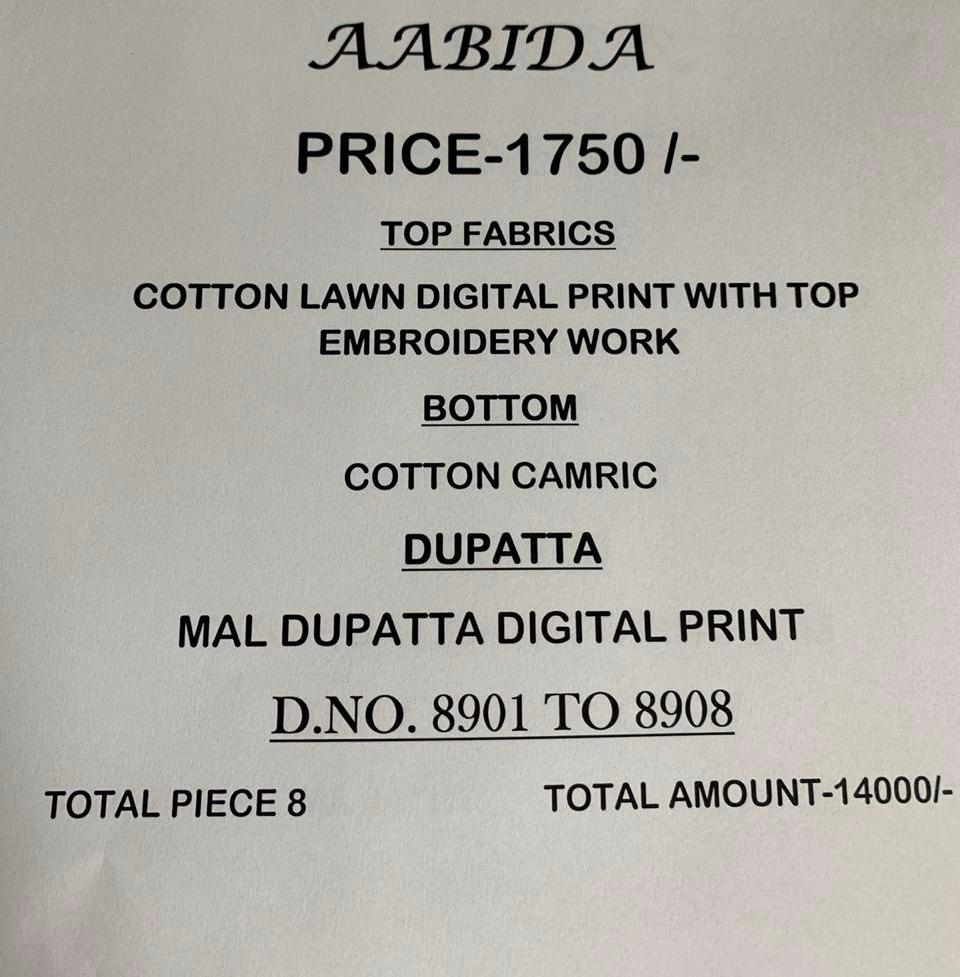 AABIDA
PRICE-1750 /-
TOP FABRICS
COTTON LAWN DIGITAL PRINT WITH TOP
EMBROIDERY WORK
BOTTOM
COTTON CAMRIC
DUPATTA
MAL DUPATTA DIGITAL PRINT
D.NO. 8901 TO 8908
TOTAL PIECE 8 TOTAL AMOUNT-14000/-